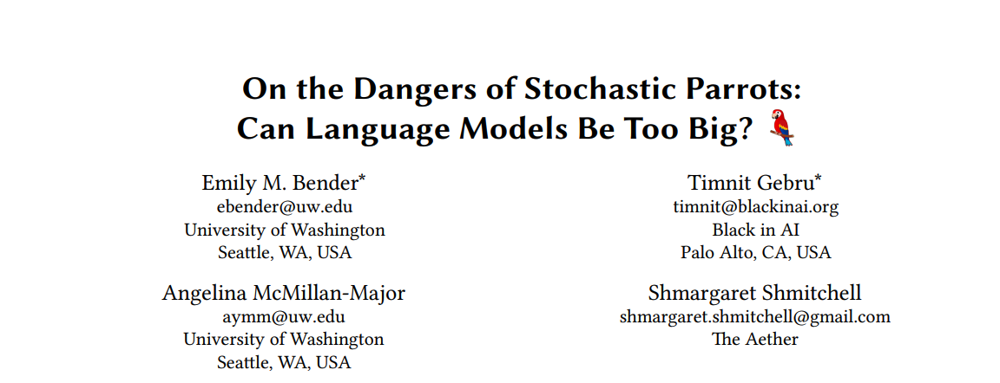 On the Dangers of Stochastic Parrots:
Can Language Models Be Too Big? 🦜
Emily M. Bender*
ebender@uw.edu
University of Washington
Seattle, WA, USA
Timnit Gebru*
timnit@blackinai.org
Black in AI
Palo Alto, CA, USA
Angelina McMillan-Major
aymm@uw.edu
University of Washington
Seattle, WA, USA
Shmargaret Shmitchell
shmargaret.shmitchell@gmail.com
The Aether